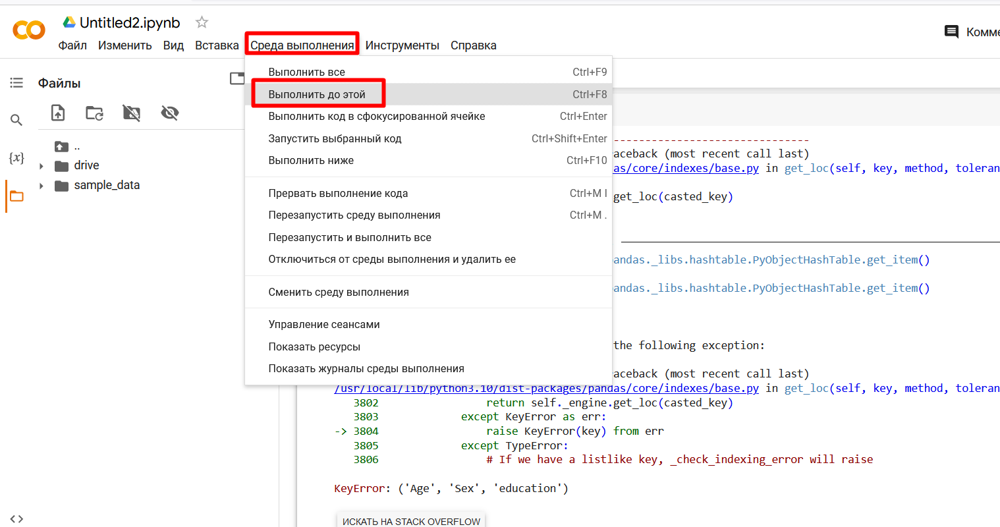 Untitled2.ipynb
Файл Изменить Вид Вставка Среда выполнения Инструменты Справка
Файлы
..
drive
sample_data
{x}
<>
Выполнить все Ctrl+F9
Выполнить до этой Ctrl+F8
Выполнить код в сфокусированной ячейке Ctrl+Enter
Запустить выбранный код Ctrl+Shift+Enter
Выполнить ниже Ctrl+F10
Прервать выполнение кода Ctrl+M I
Перезапустить среду выполнения Ctrl+M .
Перезапустить и выполнить все
Отключиться от среды выполнения и удалить ее
Сменить среду выполнения
Управление сеансами
Показать ресурсы
Показать журналы среды выполнения
Комме
-------------------------------
aceback (most recent call last)
as/core/indexes/base.py in get_loc(self, key, method, toleran
get_loc(casted_key)
andas._libs.hashtable.PyObjectHashTable.get_item()
andas._libs.hashtable.PyObjectHashTable.get_item()
the following exception:
aceback (most recent call last)
/usr/local/lib/python3.10/dist-packages/pandas/core/indexes/base.py in get_loc(self, key, method, toleran
3802 return self._engine.get_loc(casted_key)
3803 except KeyError as err:
-> 3804 raise KeyError(key) from err
3805 except TypeError:
3806 # If we have a listlike key, _check_indexing_error will raise
KeyError: ('Age', 'Sex', 'education')
ИСКАТЬ НА STACK OVERFLOW